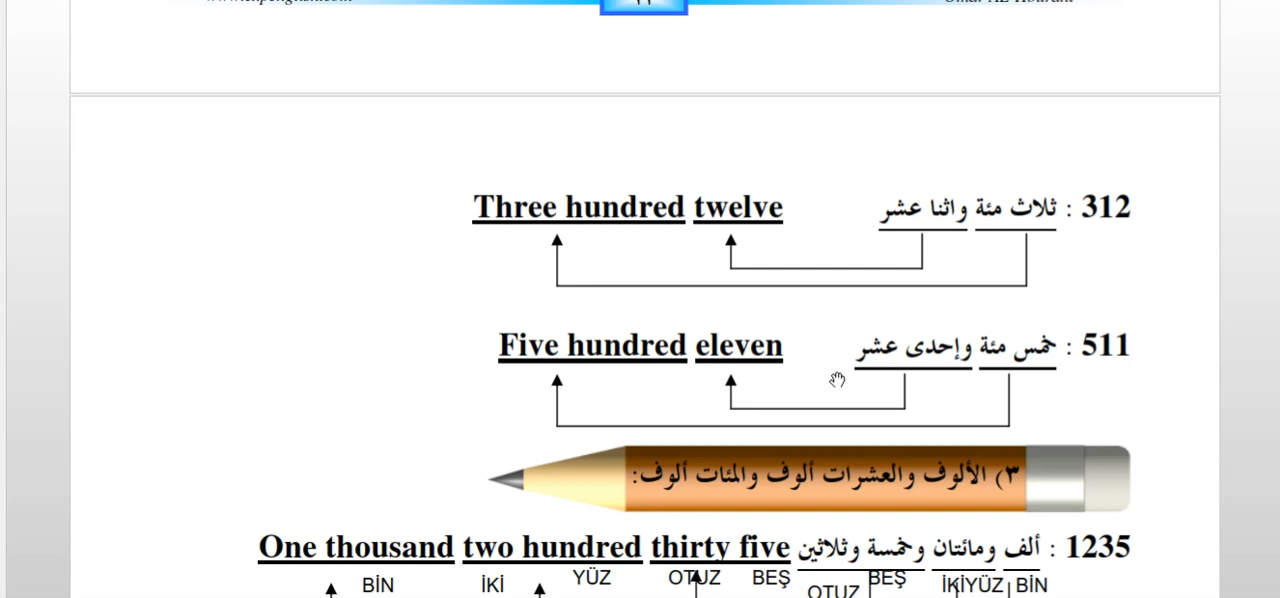 Three hundred twelve ثلاث مئة واثنا عشر : 312
Five hundred eleven خمس مئة وإحدى عشر : 511
٣) الألوف والعشرات ألوف والمئات ألوف:
One thousand two hundred thirty five ألف ومائتان وخمسة وثلاثين : 1235
BİN İKİ YÜZ OTUZ BEŞ OTUZ BEŞ İKİYÜZ BİN